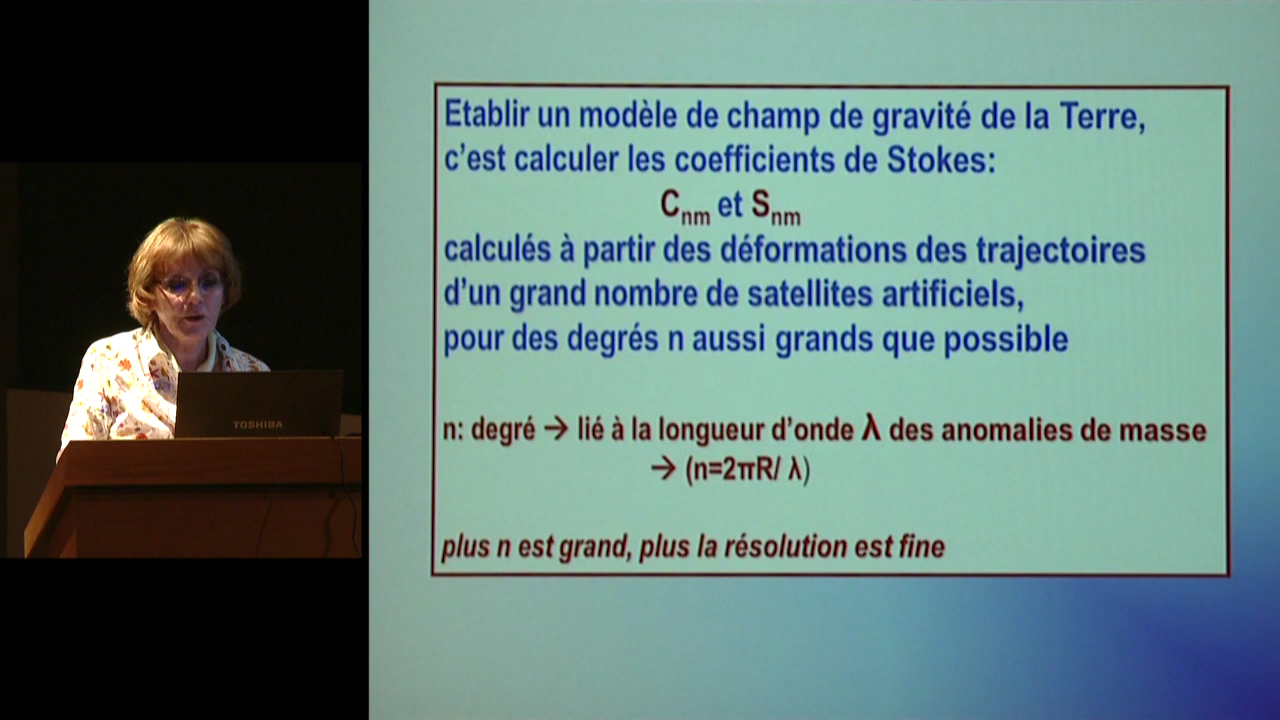 Etablir un modèle de champ de gravité de la Terre,
c'est calculer les coefficients de Stokes:
Cnm et Snm
calculés à partir des déformations des trajectoires
d'un grand nombre de satellites artificiels,
pour des degrés n aussi grands que possible
n: degré → lié à la longueur d'onde λ des anomalies de masse
→ (n=2πR/ λ)
plus n est grand, plus la résolution est fine
TOSHIBA